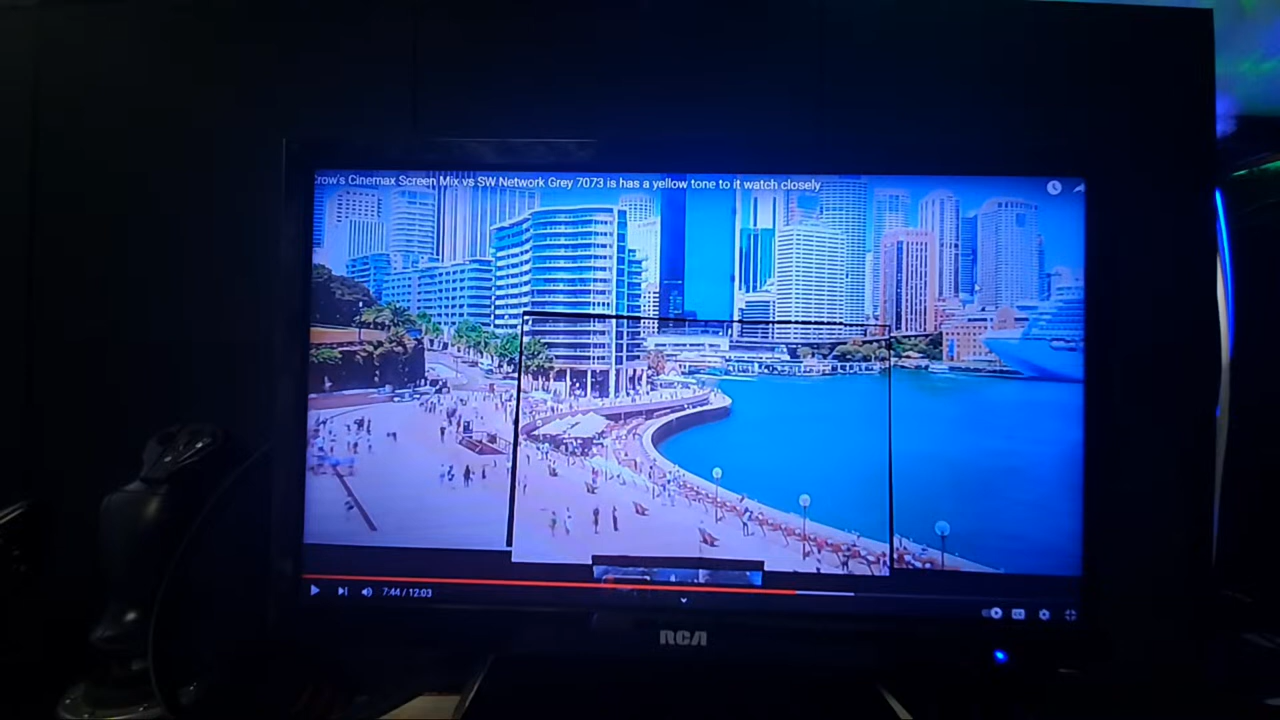 Crow's Cinemax Screen Mix vs SW Network Grey 7073 is has a yellow tone to it watch closely
7:44 / 12:03
CC
RCA